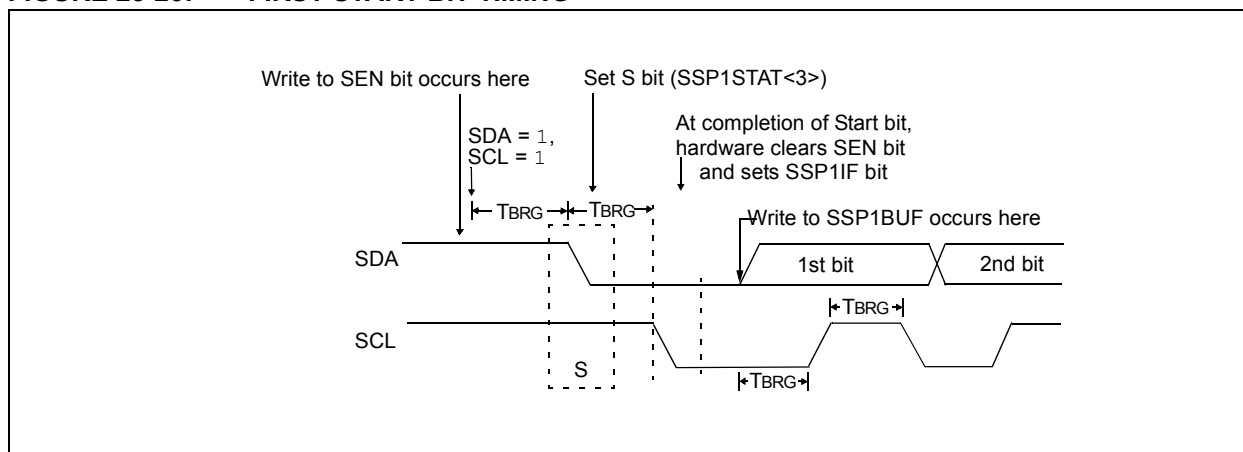 Write to SEN bit occurs here
Set S bit (SSP1STAT<3>)
SDA = 1,
SCL = 1
At completion of Start bit,
hardware clears SEN bit
and sets SSP1IF bit
TBRG
TBRG
Write to SSP1BUF occurs here
SDA
1st bit
2nd bit
TBRG
SCL
S
TBRG